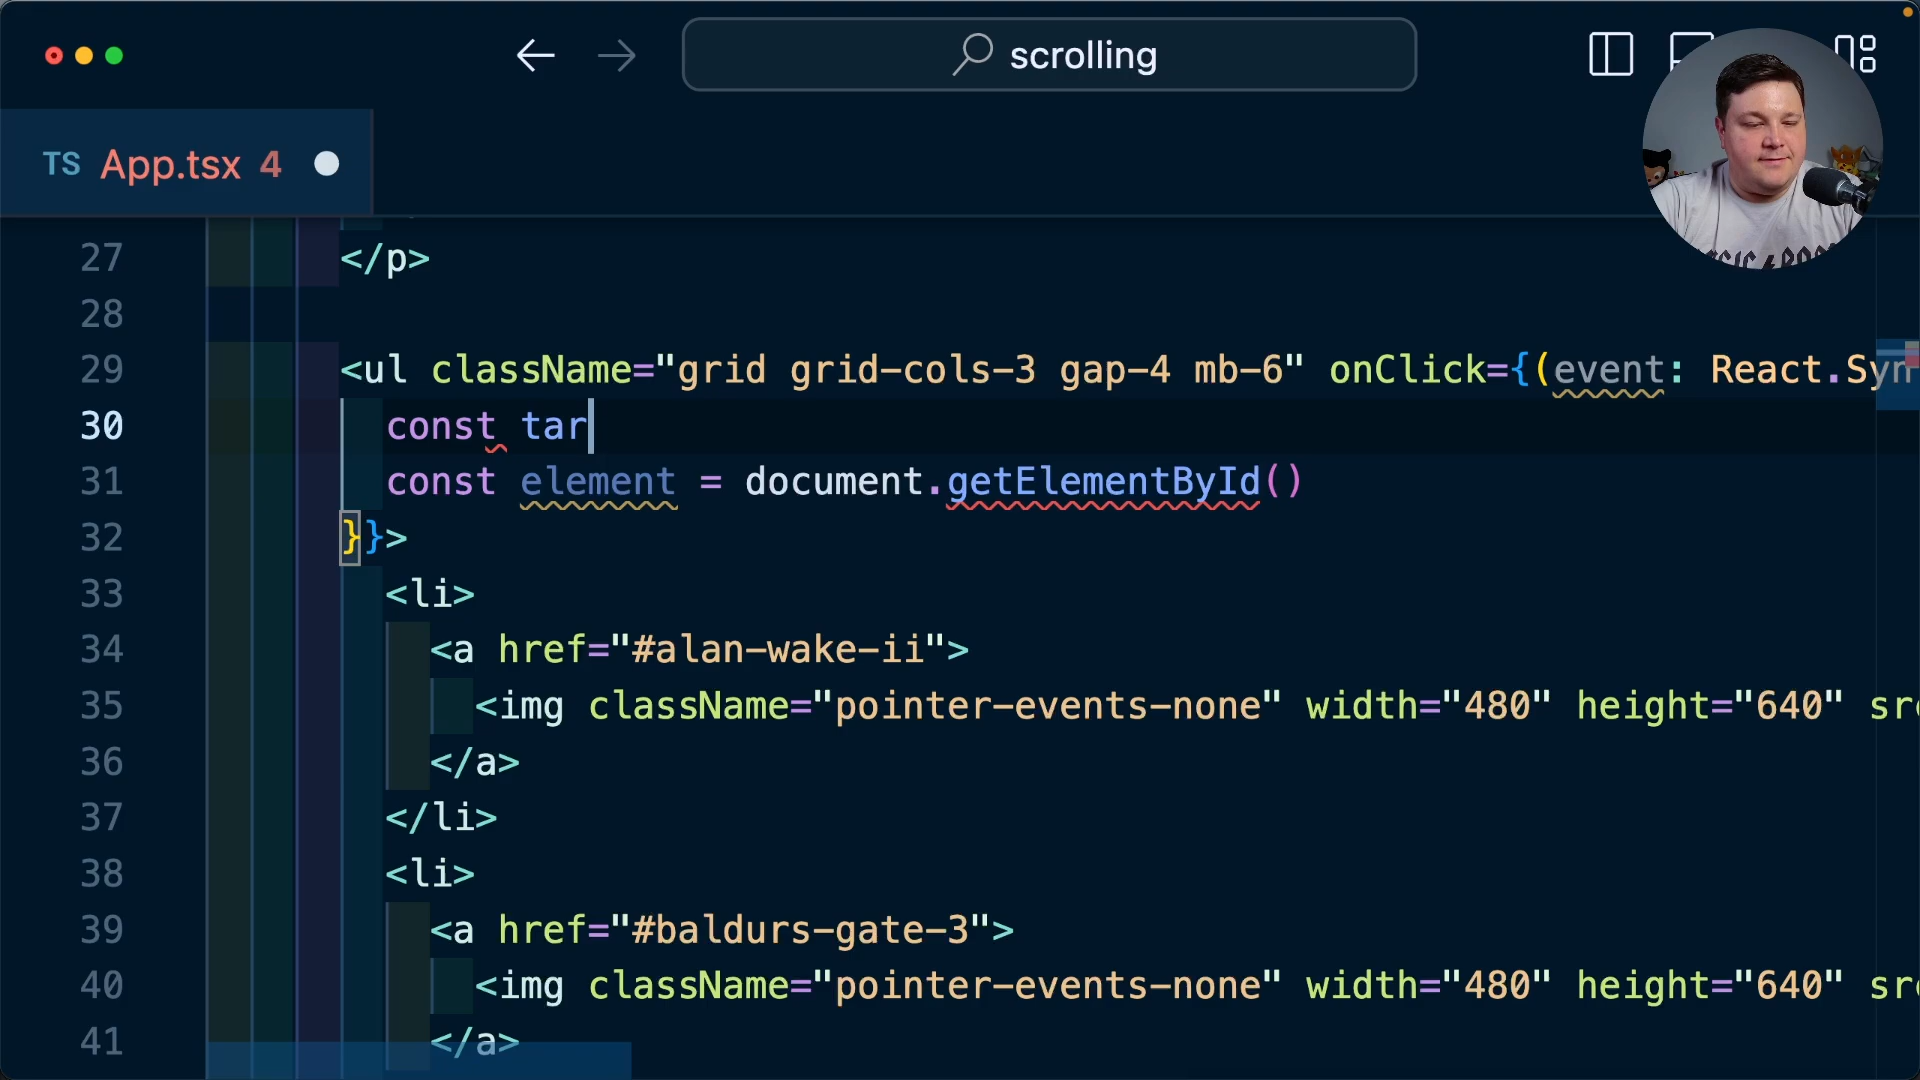 scrolling
TS App.tsx 4
27 </p>
28
29 <ul className="grid grid-cols-3 gap-4 mb-6" onClick={(event: React.Syn
30 const tar
31 const element = document.getElementById()
32 }}>
33 <li>
34 <a href="#alan-wake-ii">
35 <img className="pointer-events-none" width="480" height="640" src
36 </a>
37 </li>
38 <li>
39 <a href="#baldurs-gate-3">
40 <img className="pointer-events-none" width="480" height="640" src
41 </a>